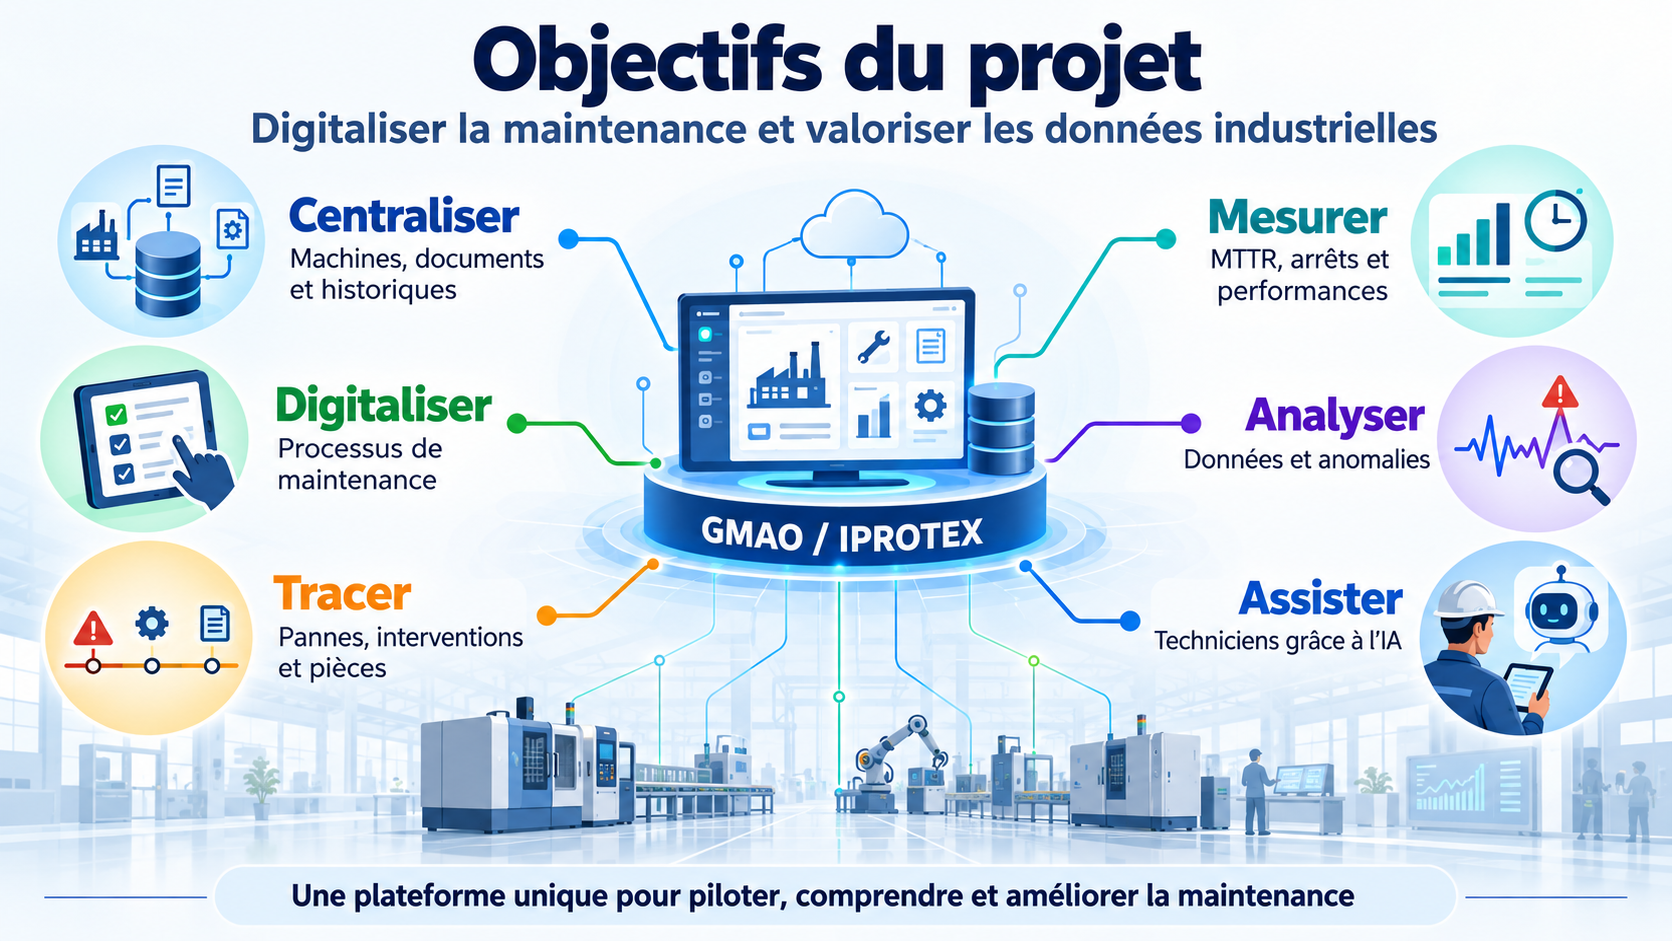 Objectifs du projet
Digitaliser la maintenance et valoriser les données industrielles
Centraliser
Machines, documents
et historiques
Digitaliser
Processus de
maintenance
Tracer
Pannes, interventions
et pièces
GMAO / IPROTEX
Mesurer
MTTR, arrêts et
performances
Analyser
Données et anomalies
Assister
Techniciens grâce à l'IA
Une plateforme unique pour piloter, comprendre et améliorer la maintenance